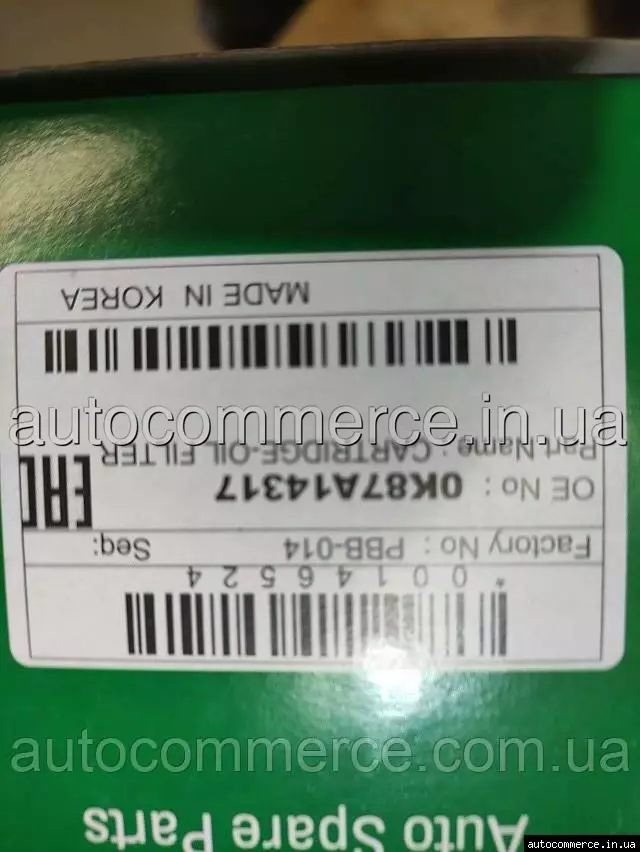 Auto Spare Parts
*00146524
Factory No : PBB-014 Seq:
OE No : 0K87A14317
Part Name : CARTRIDGE-OIL FILTER
EAC
MADE IN KOREA
autocommerce.in.ua
autocommerce.com.ua
autocommerce.in.ua